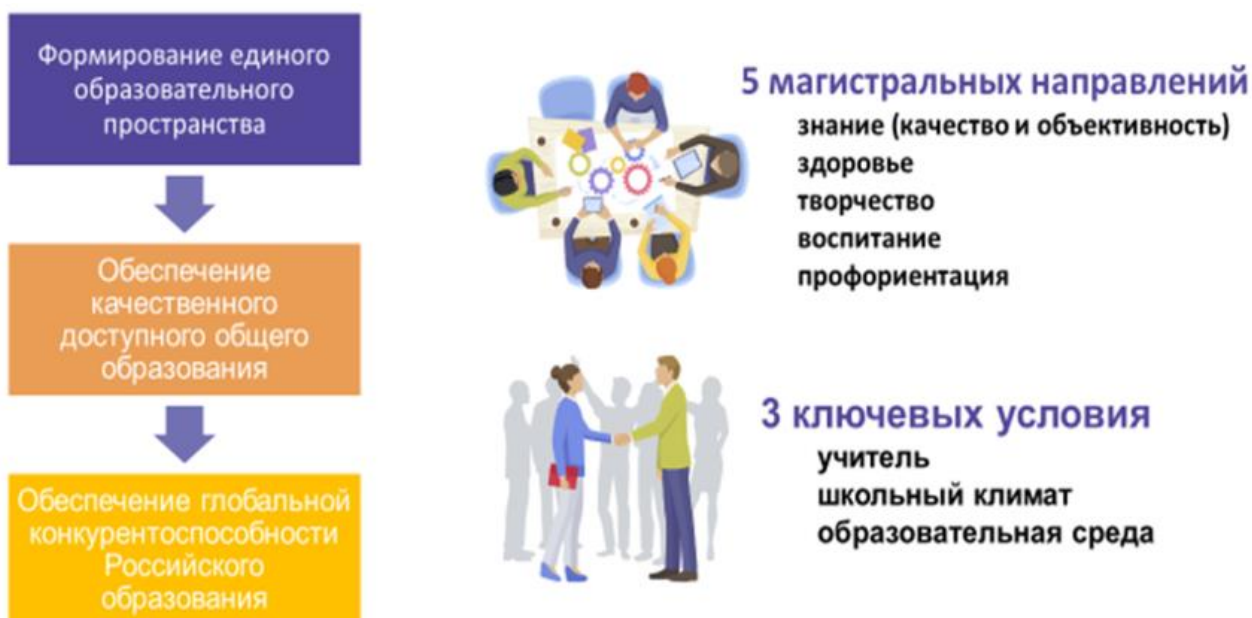 Формирование единого
образовательного
пространства
Обеспечение
качественного
доступного общего
образования
Обеспечение глобальной
конкурентоспособности
Российского
образования
5 магистральных направлений
знание (качество и объективность)
здоровье
творчество
воспитание
профориентация
3 ключевых условия
учитель
школьный климат
образовательная среда